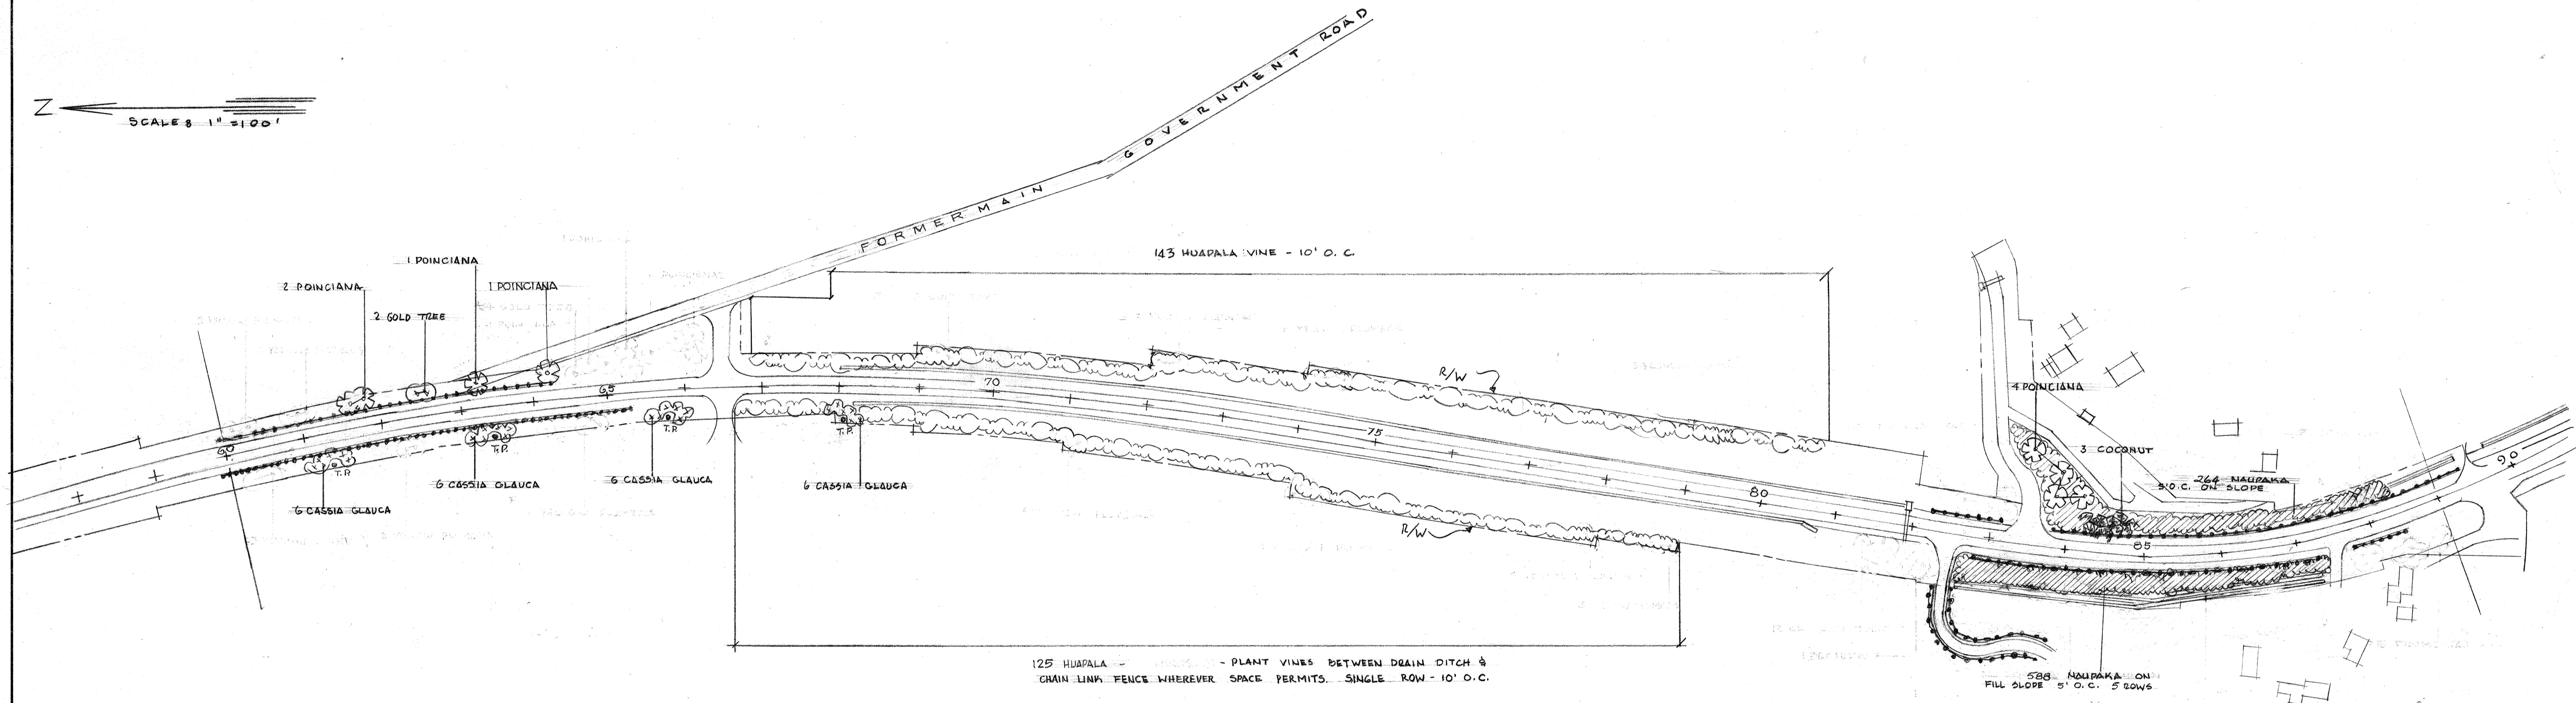 N
SCALE: 1" = 100'
FORMER MAIN GOVERNMENT ROAD
143 HUAPALA VINE - 10' O.C.
1 POINCIANA
2 POINCIANA
1 POINCIANA
2 GOLD TREE
60
65
70
75
80
85
90
R/W
R/W
T.P.
T.P.
T.P.
T.P.
6 CASSIA GLAUCA
6 CASSIA GLAUCA
6 CASSIA GLAUCA
6 CASSIA GLAUCA
4 POINCIANA
3 COCONUT
264 NAUPAKA
5' O.C. ON SLOPE
125 HUAPALA - - PLANT VINES BETWEEN DRAIN DITCH &
CHAIN LINK FENCE WHEREVER SPACE PERMITS. SINGLE ROW - 10' O.C.
588 NAUPAKA ON
FILL SLOPE 5' O.C. 5 ROWS